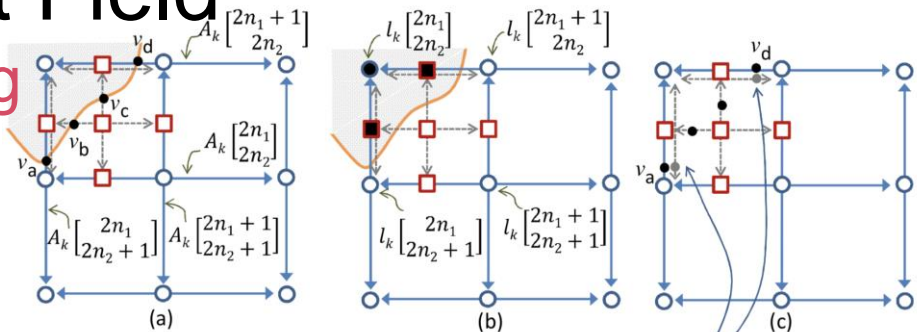 t Field
g
A_k [2n_1 + 1
2n_2]
v_d
v_c
v_b
v_a
A_k [2n_1
2n_2]
A_k [2n_1
2n_2 + 1]
A_k [2n_1 + 1
2n_2 + 1]
(a)
l_k [2n_1
2n_2]
l_k [2n_1 + 1
2n_2]
l_k [2n_1
2n_2 + 1]
l_k [2n_1 + 1
2n_2 + 1]
(b)
v_d
v_a
(c)